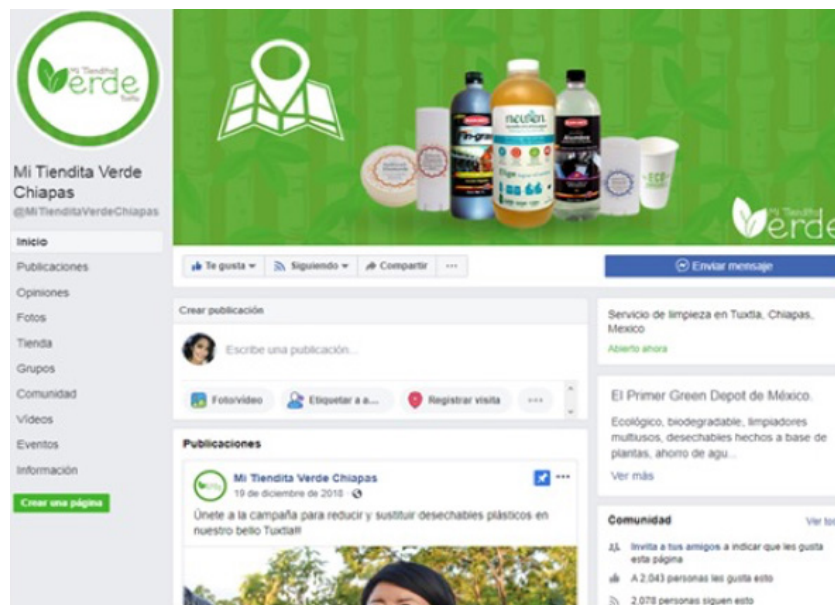 Mi Tiendita
Verde
Tuxtla
Mi Tiendita Verde
Chiapas
@MiTienditaVerdeChiapas
Inicio
Publicaciones
Opiniones
Fotos
Tienda
Grupos
Comunidad
Vídeos
Eventos
Información
Crear una página
neutrón
Elige
ECO
Mi Tiendita
Verde
Te gusta
Siguiendo
Compartir
...
Enviar mensaje
Crear publicación
Escribe una publicación...
Foto/vídeo
Etiquetar a a...
Registrar visita
...
Publicaciones
Mi Tiendita Verde Chiapas
19 de diciembre de 2018 ·
Únete a la campaña para reducir y sustituir desechables plásticos en
nuestro bello Tuxtla!!!
Servicio de limpieza en Tuxtla, Chiapas,
Mexico
Abierto ahora
El Primer Green Depot de México.
Ecológico, biodegradable, limpiadores
multiusos, desechables hechos a base de
plantas, ahorro de agu...
Ver más
Comunidad
Ver to
Invita a tus amigos a indicar que les gusta
esta página
A 2,043 personas les gusta esto
2,078 personas siguen esto